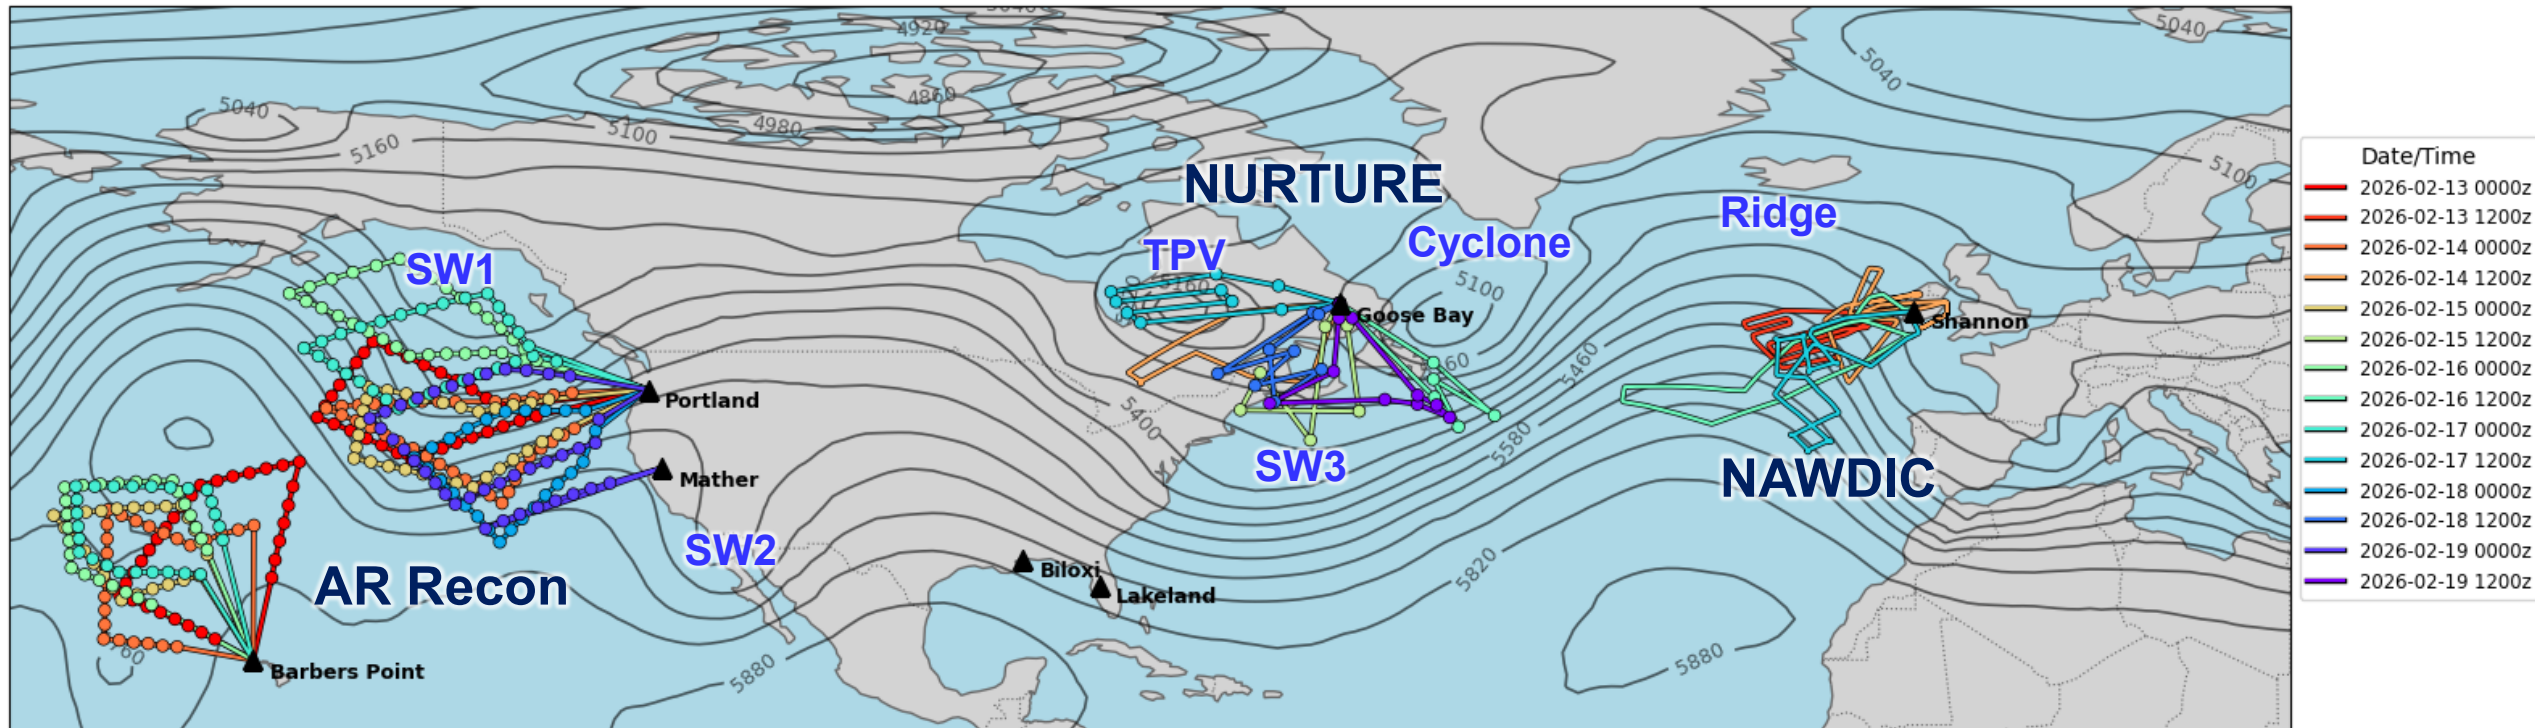 5040
4920
5040
5040
4860
5040
4980
5100
5160
5100
NURTURE
Ridge
Cyclone
TPV
SW1
5160
5100
Goose Bay
Shannon
5460
Portland
5400
5580
SW3
Mather
NAWDIC
SW2
AR Recon
Biloxi
5820
Lakeland
Barbers Point
5880
5880
Date/Time
2026-02-13 0000z
2026-02-13 1200z
2026-02-14 0000z
2026-02-14 1200z
2026-02-15 0000z
2026-02-15 1200z
2026-02-16 0000z
2026-02-16 1200z
2026-02-17 0000z
2026-02-17 1200z
2026-02-18 0000z
2026-02-18 1200z
2026-02-19 0000z
2026-02-19 1200z